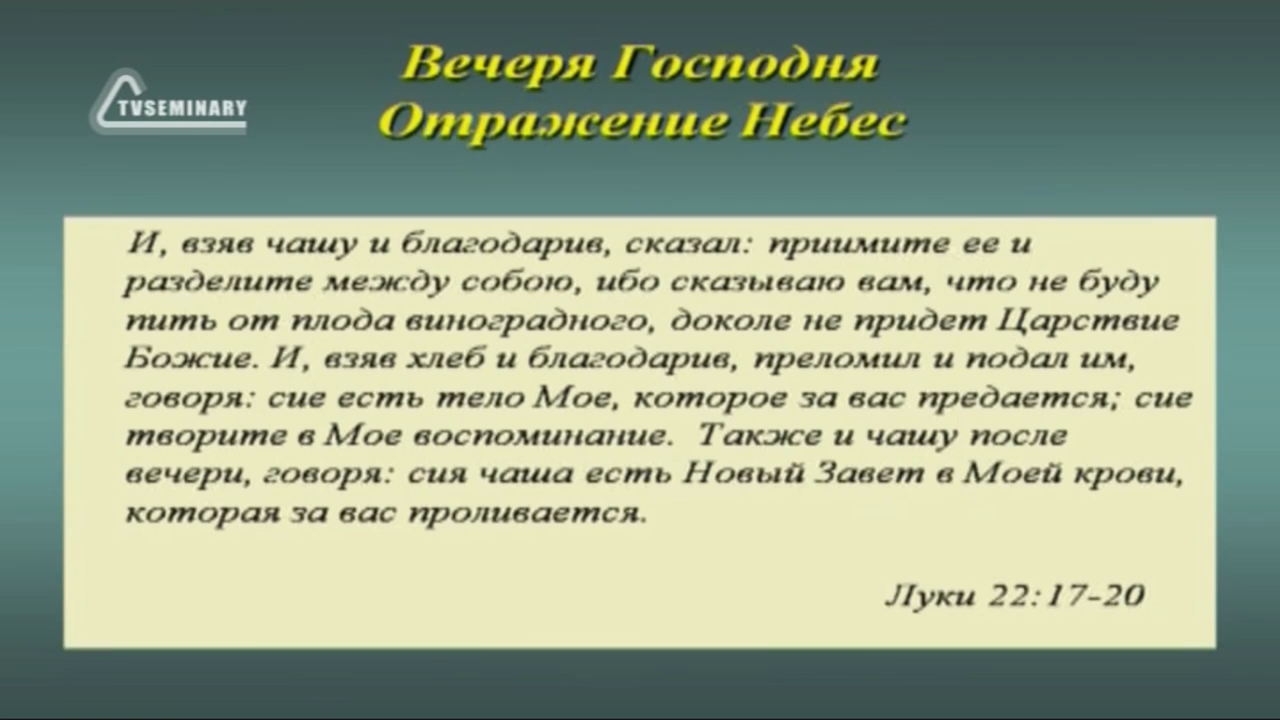 Вечеря Господня
Отражение Небес
TVSEMINARY
И, взяв чашу и благодарив, сказал: приимите ее и
разделите между собою, ибо сказываю вам, что не буду
пить от плода виноградного, доколе не придет Царствие
Божие. И, взяв хлеб и благодарив, преломил и подал им,
говоря: сие есть тело Мое, которое за вас предается; сие
творите в Мое воспоминание. Также и чашу после
вечери, говоря: сия чаша есть Новый Завет в Моей крови,
которая за вас проливается.
Луки 22:17-20